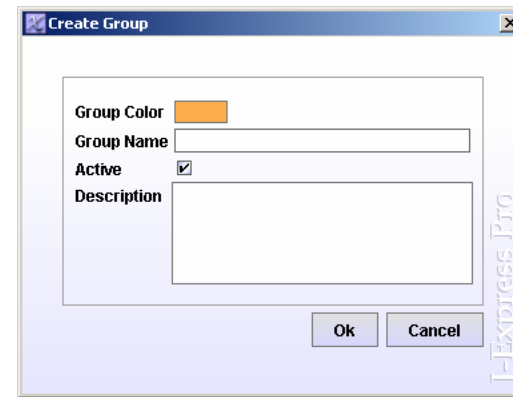 Create Group
Group Color
Group Name
Active
Description
Ok Cancel
I-Express Pro